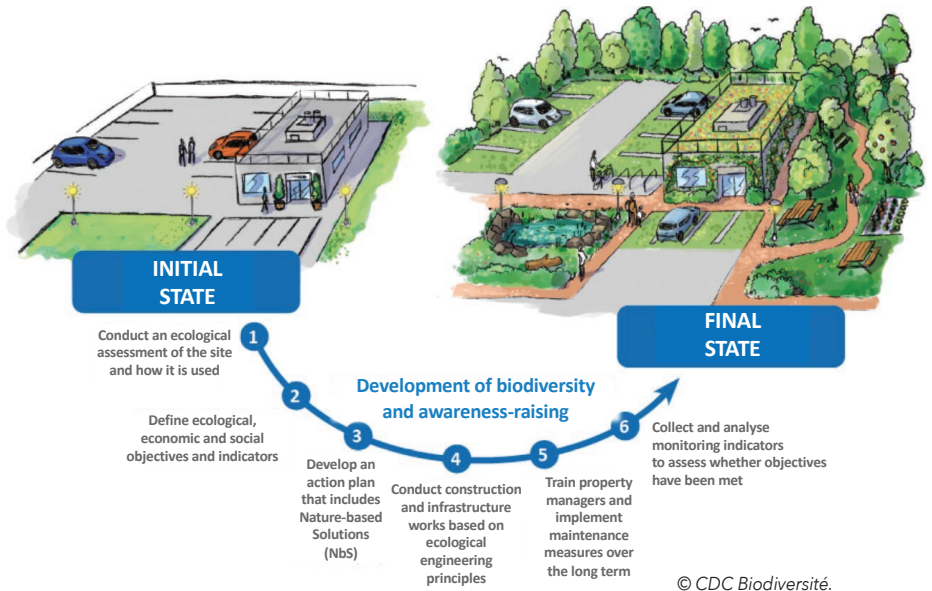 INITIAL
STATE
FINAL
STATE
1
Conduct an ecological
assessment of the site
and how it is used
Development of biodiversity
and awareness-raising
2
Define ecological,
economic and social
objectives and indicators
3
Develop an
action plan
that includes
Nature-based
Solutions
(NbS)
4
Conduct construction
and infrastructure
works based on
ecological
engineering
principles
5
Train property
managers and
implement
maintenance
measures over
the long term
6
Collect and analyse
monitoring indicators
to assess whether objectives
have been met
© CDC Biodiversité.